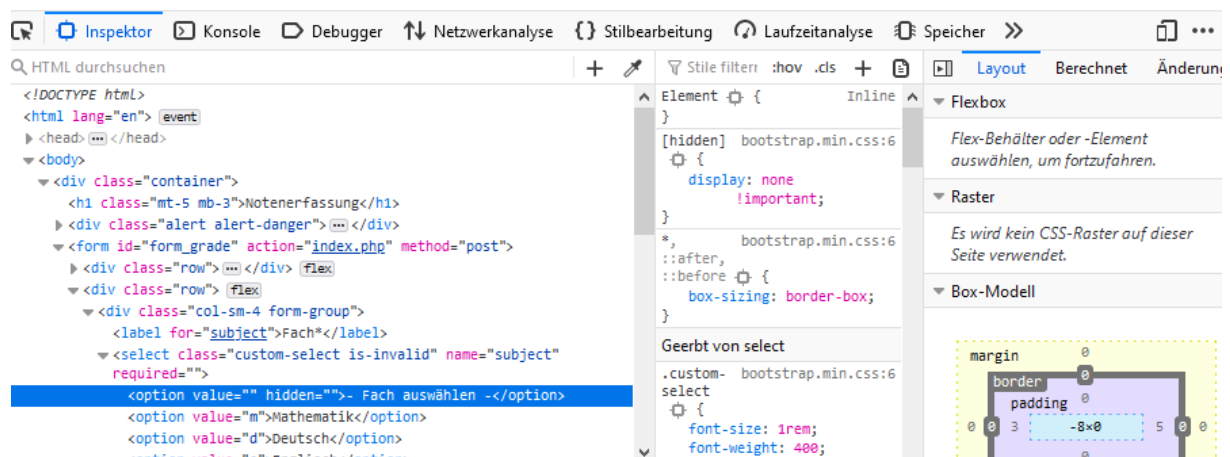 Inspektor Konsole Debugger Netzwerkanalyse {} Stilbearbeitung Laufzeitanalyse Speicher
HTML durchsuchen
<!DOCTYPE html>
<html lang="en"> event
<head> ... </head>
<body>
<div class="container">
<h1 class="mt-5 mb-3">Notenerfassung</h1>
<div class="alert alert-danger"> ... </div>
<form id="form_grade" action="index.php" method="post">
<div class="row"> ... </div> flex
<div class="row"> flex
<div class="col-sm-4 form-group">
<label for="subject">Fach*</label>
<select class="custom-select is-invalid" name="subject"
required="">
<option value="" hidden="">- Fach auswählen -</option>
<option value="m">Mathematik</option>
<option value="d">Deutsch</option>
Stile filtern :hov .cls +
Element {
Inline
}
[hidden] bootstrap.min.css:6
{
display: none
!important;
}
*, bootstrap.min.css:6
::after,
::before {
box-sizing: border-box;
}
Geerbt von select
.custom- bootstrap.min.css:6
select
{
font-size: 1rem;
font-weight: 400;
Layout Berechnet Änderung
Flexbox
Flex-Behälter oder -Element
auswählen, um fortzufahren.
Raster
Es wird kein CSS-Raster auf dieser
Seite verwendet.
Box-Modell
margin 0
border 0
padding 0
0 0 3 -8×0 5 0 0